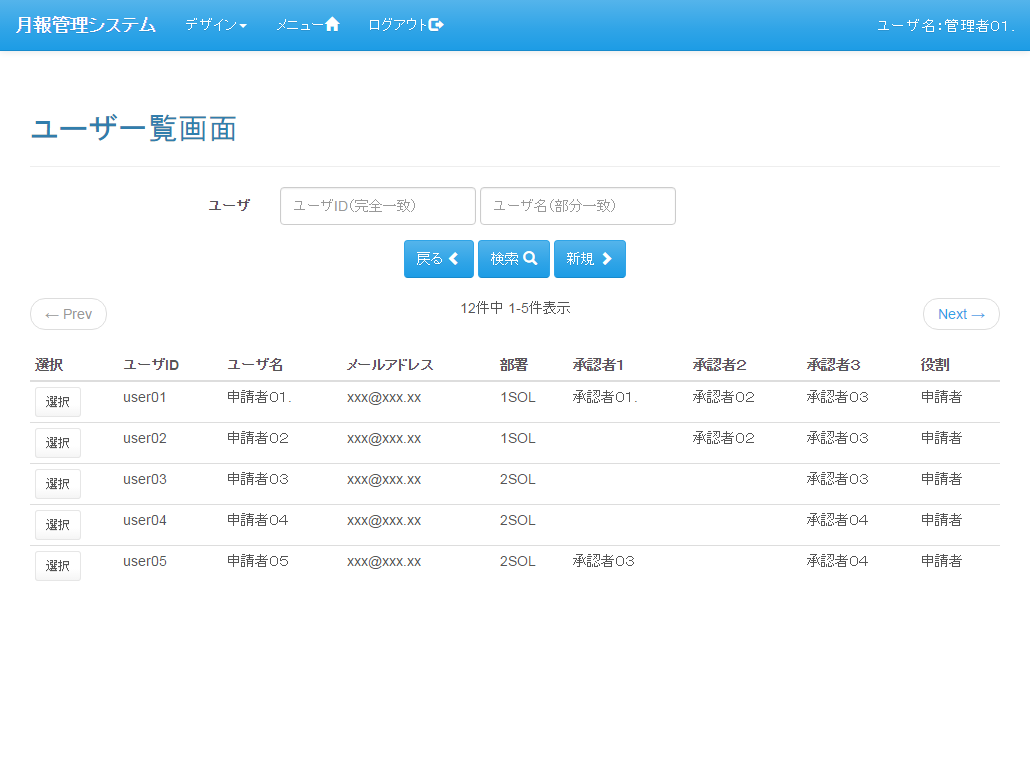 月報管理システム デザイン メニュー ログアウト ユーザ名：管理者０１．
ユーザ一覧画面
ユーザ ユーザID(完全一致) ユーザ名(部分一致)
戻る 検索 新規
← Prev 12件中 1-5件表示 Next →
選択 ユーザID ユーザ名 メールアドレス 部署 承認者1 承認者2 承認者3 役割
選択 user01 申請者０１． xxx@xxx.xx 1SOL 承認者０１． 承認者０２ 承認者０３ 申請者
選択 user02 申請者０２ xxx@xxx.xx 1SOL 承認者０２ 承認者０３ 申請者
選択 user03 申請者０３ xxx@xxx.xx 2SOL 承認者０３ 申請者
選択 user04 申請者０４ xxx@xxx.xx 2SOL 承認者０４ 申請者
選択 user05 申請者０５ xxx@xxx.xx 2SOL 承認者０３ 承認者０４ 申請者